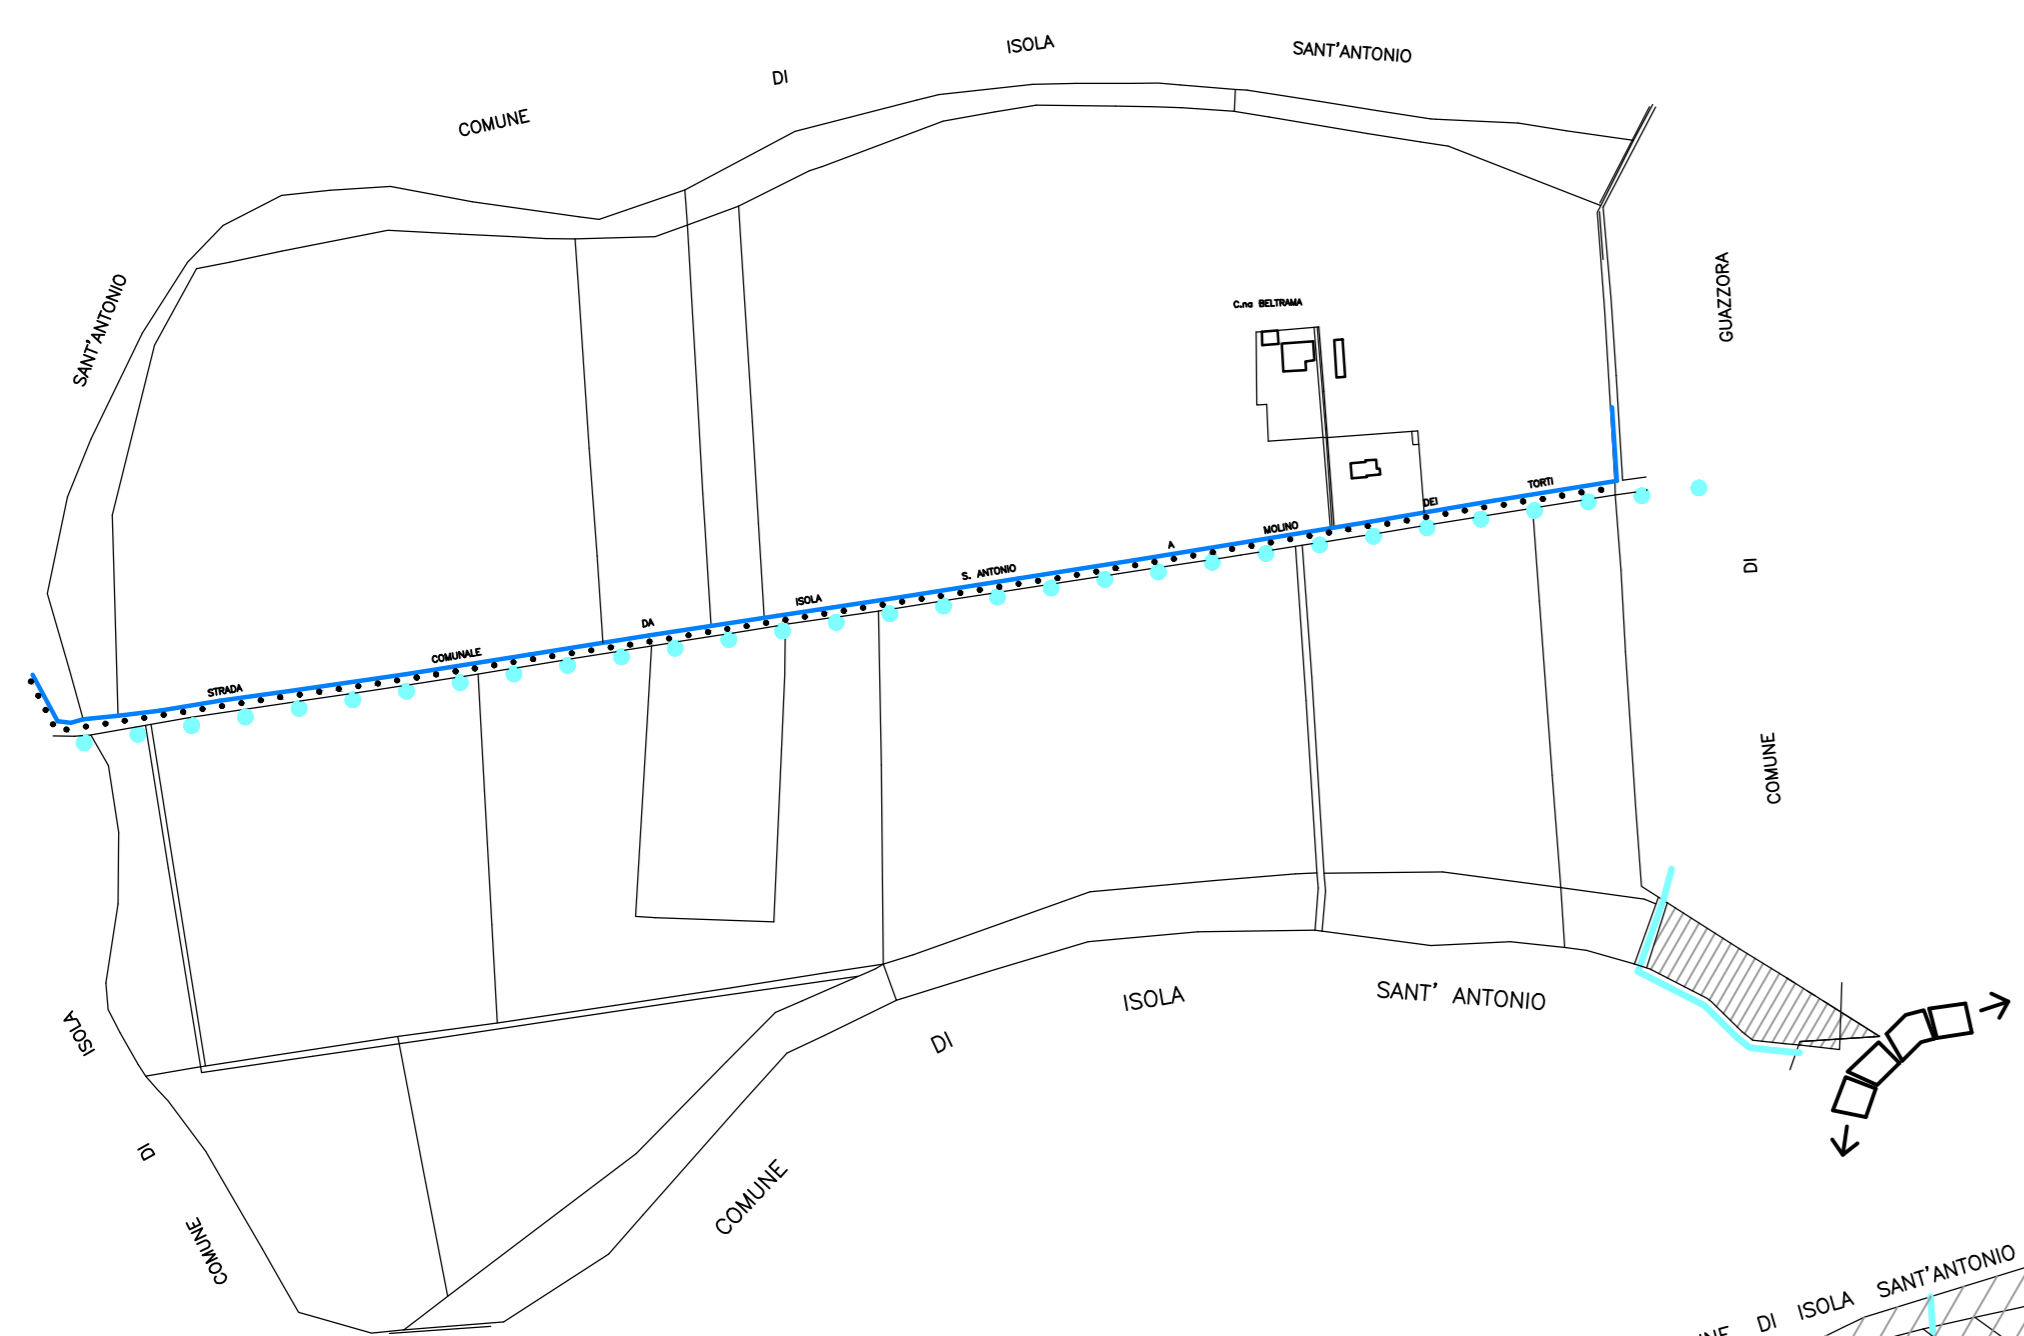 COMUNE DI ISOLA SANT'ANTONIO
SANT'ANTONIO
C.na BELTRAMA
GUAZZORA
DI
COMUNE
STRADA COMUNALE DA ISOLA S. ANTONIO A MOLINO DEI TORTI
ISOLA
DI
COMUNE
COMUNE DI ISOLA SANT' ANTONIO
DI ISOLA SANT'ANTONIO